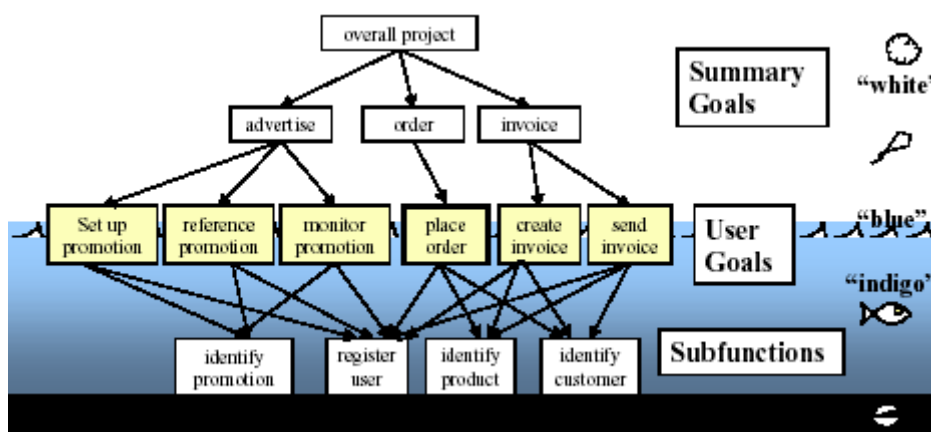 overall project
Summary
Goals
“white”
advertise
order
invoice
Set up
promotion
reference
promotion
monitor
promotion
place
order
create
invoice
send
invoice
User
Goals
“blue”
“indigo”
identify
promotion
register
user
identify
product
identify
customer
Subfunctions